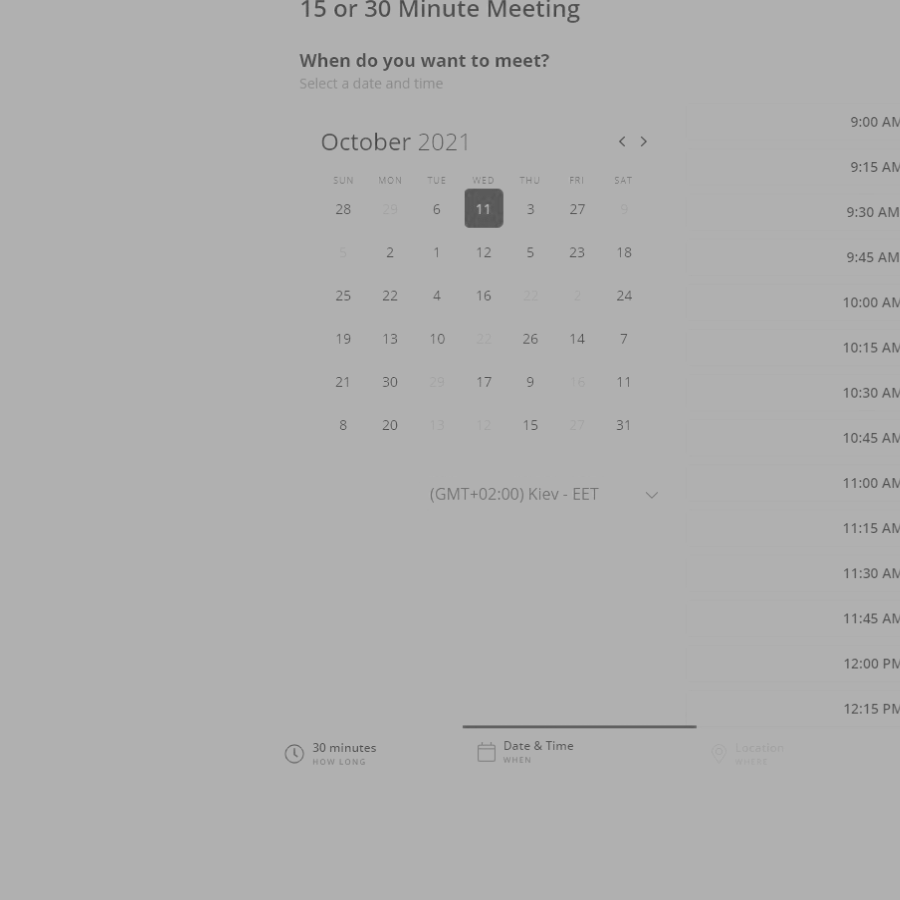 15 or 30 Minute Meeting
When do you want to meet?
Select a date and time
October 2021
SUN MON TUE WED THU FRI SAT
28 29 6 11 3 27 9
5 2 1 12 5 23 18
25 22 4 16 22 2 24
19 13 10 22 26 14 7
21 30 29 17 9 16 11
8 20 13 12 15 27 31
(GMT+02:00) Kiev - EET
9:00 AM
9:15 AM
9:30 AM
9:45 AM
10:00 AM
10:15 AM
10:30 AM
10:45 AM
11:00 AM
11:15 AM
11:30 AM
11:45 AM
12:00 PM
12:15 PM
30 minutes
HOW LONG
Date & Time
WHEN
Location
WHERE